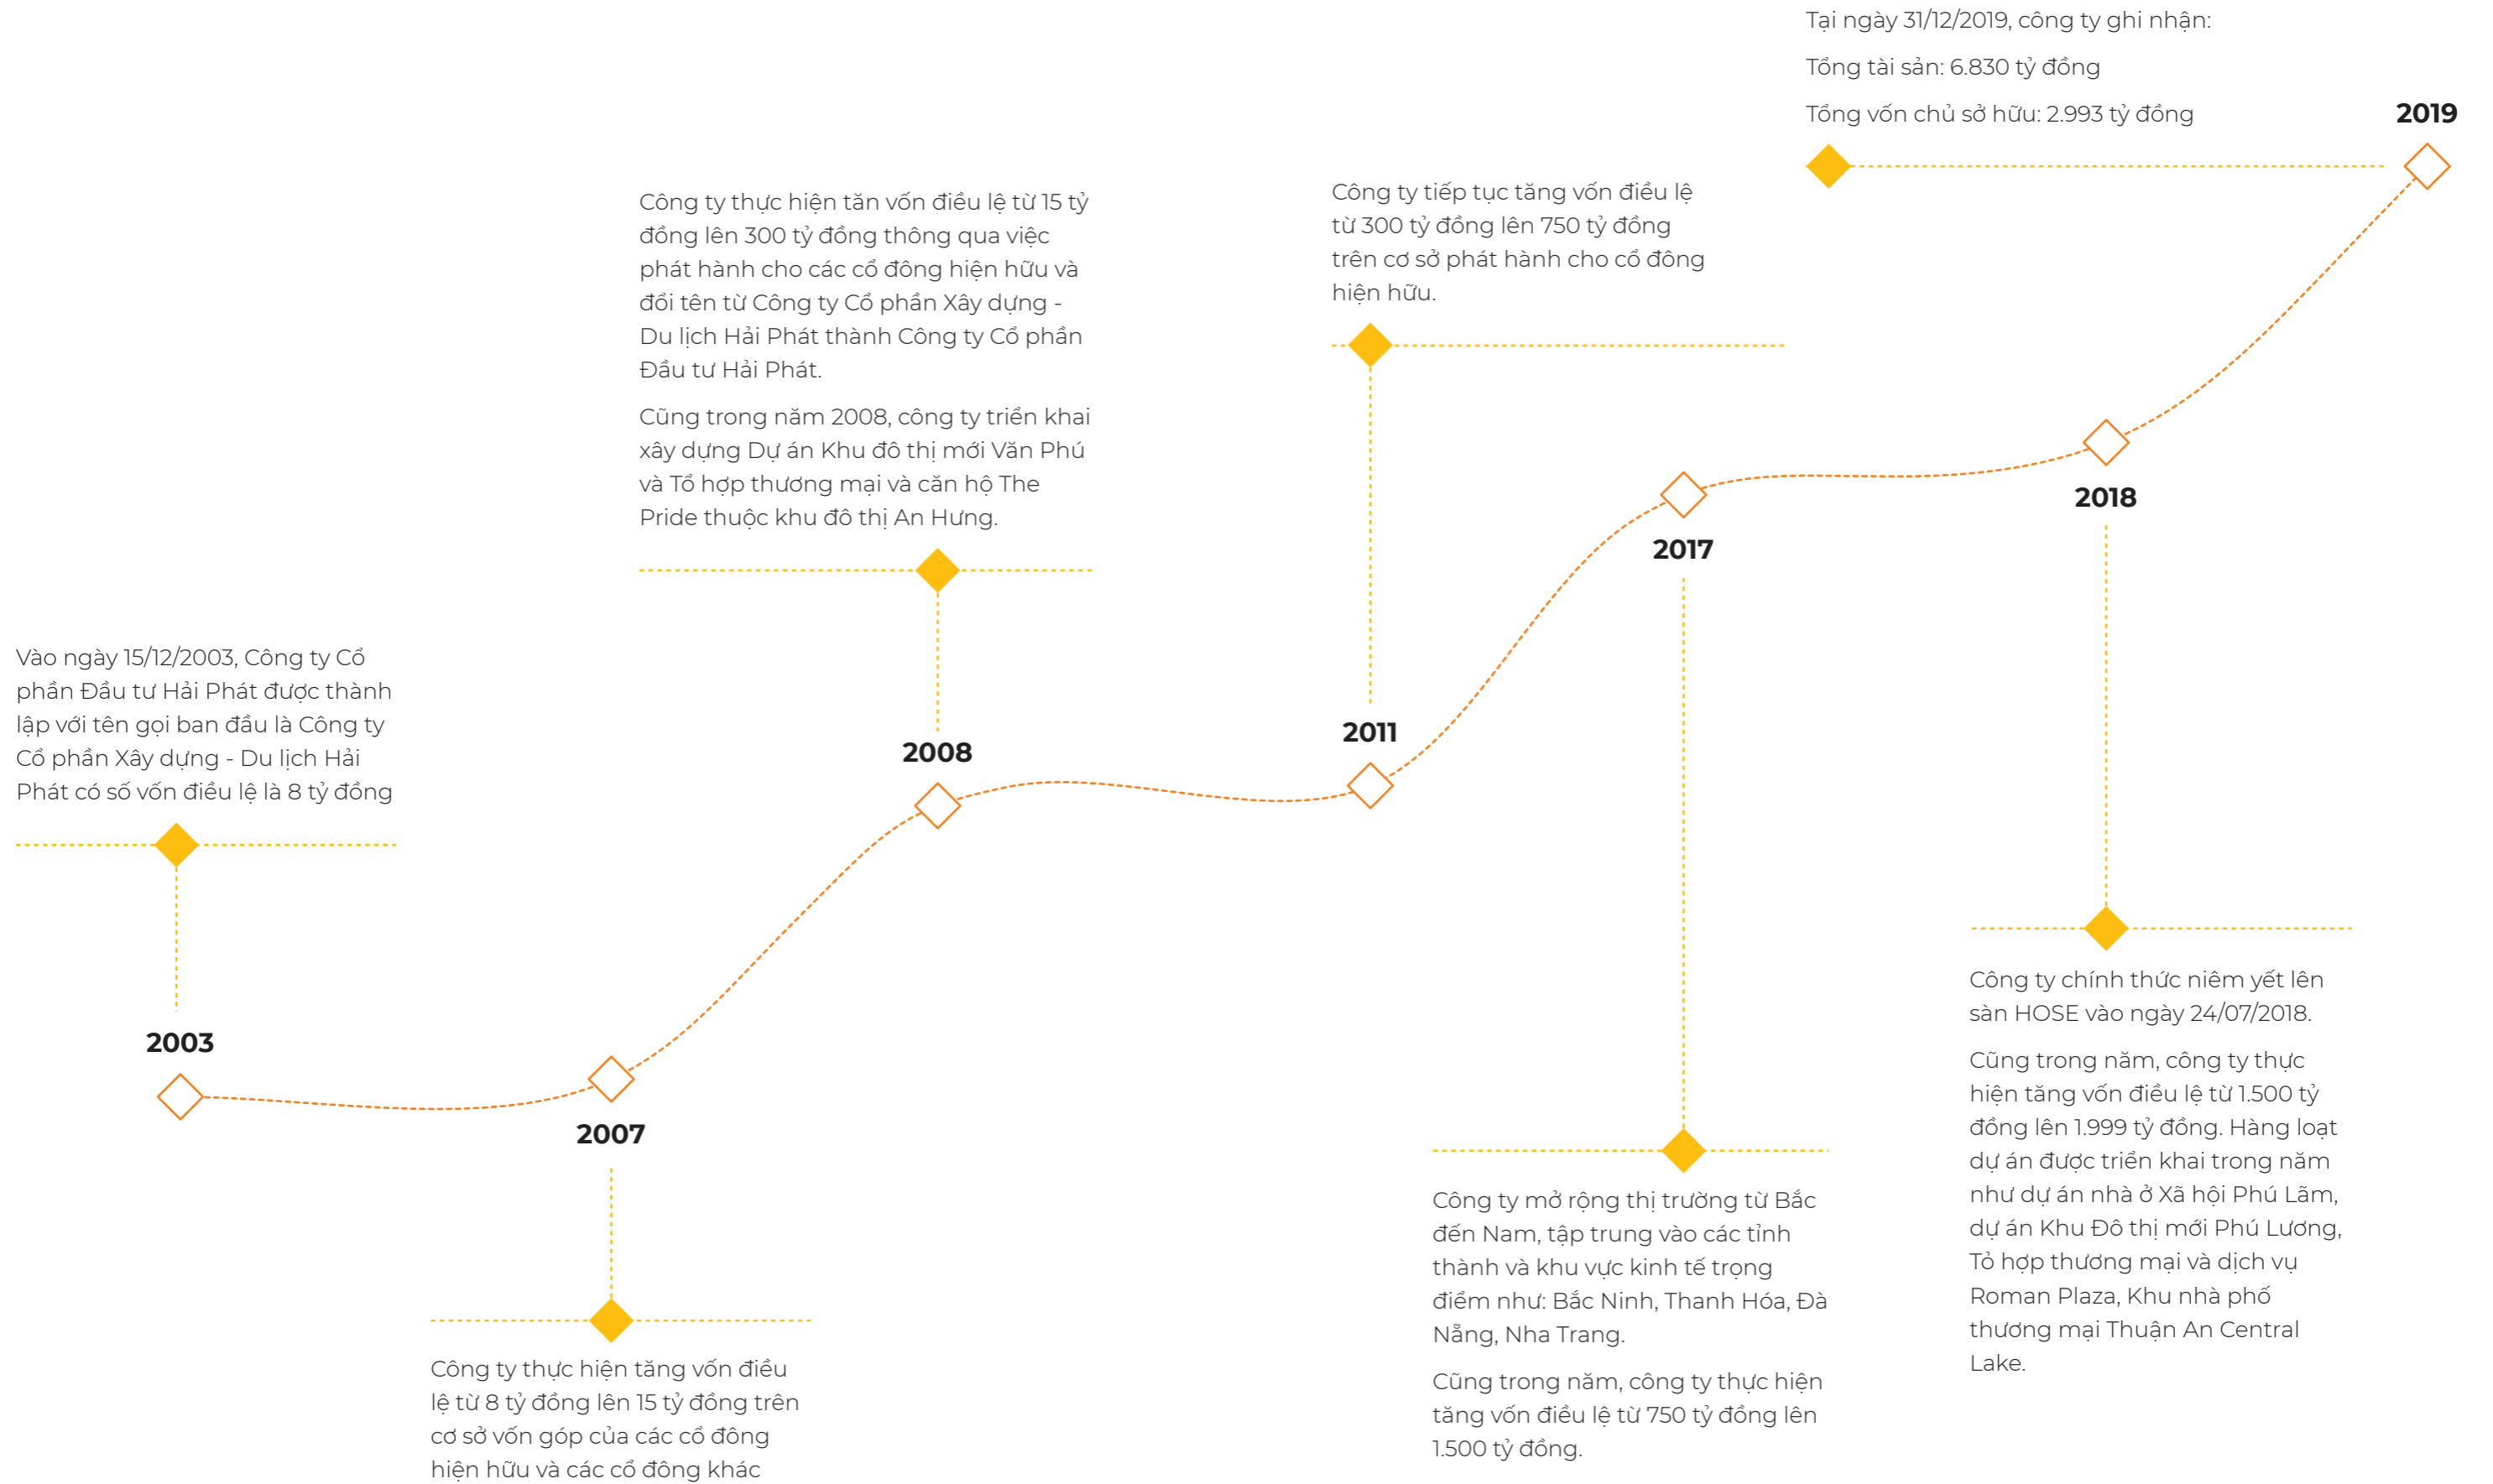 Vào ngày 15/12/2003, Công ty Cổ
phần Đầu tư Hải Phát được thành
lập với tên gọi ban đầu là Công ty
Cổ phần Xây dựng - Du lịch Hải
Phát có số vốn điều lệ là 8 tỷ đồng
2003
2007
Công ty thực hiện tăng vốn điều
lệ từ 8 tỷ đồng lên 15 tỷ đồng trên
cơ sở vốn góp của các cổ đông
hiện hữu và các cổ đông khác
Công ty thực hiện tăn vốn điều lệ từ 15 tỷ
đồng lên 300 tỷ đồng thông qua việc
phát hành cho các cổ đông hiện hữu và
đổi tên từ Công ty Cổ phần Xây dựng -
Du lịch Hải Phát thành Công ty Cổ phần
Đầu tư Hải Phát.
Cũng trong năm 2008, công ty triển khai
xây dựng Dự án Khu đô thị mới Văn Phú
và Tổ hợp thương mại và căn hộ The
Pride thuộc khu đô thị An Hưng.
2008
Công ty tiếp tục tăng vốn điều lệ
từ 300 tỷ đồng lên 750 tỷ đồng
trên cơ sở phát hành cho cổ đông
hiện hữu.
2011
2017
Công ty mở rộng thị trường từ Bắc
đến Nam, tập trung vào các tỉnh
thành và khu vực kinh tế trọng
điểm như: Bắc Ninh, Thanh Hóa, Đà
Nẵng, Nha Trang.
Cũng trong năm, công ty thực hiện
tăng vốn điều lệ từ 750 tỷ đồng lên
1.500 tỷ đồng.
2018
Công ty chính thức niêm yết lên
sàn HOSE vào ngày 24/07/2018.
Cũng trong năm, công ty thực
hiện tăng vốn điều lệ từ 1.500 tỷ
đồng lên 1.999 tỷ đồng. Hàng loạt
dự án được triển khai trong năm
như dự án nhà ở Xã hội Phú Lãm,
dự án Khu Đô thị mới Phú Lương,
Tỏ hợp thương mại và dịch vụ
Roman Plaza, Khu nhà phố
thương mại Thuận An Central
Lake.
Tại ngày 31/12/2019, công ty ghi nhận:
Tổng tài sản: 6.830 tỷ đồng
Tổng vốn chủ sở hữu: 2.993 tỷ đồng
2019